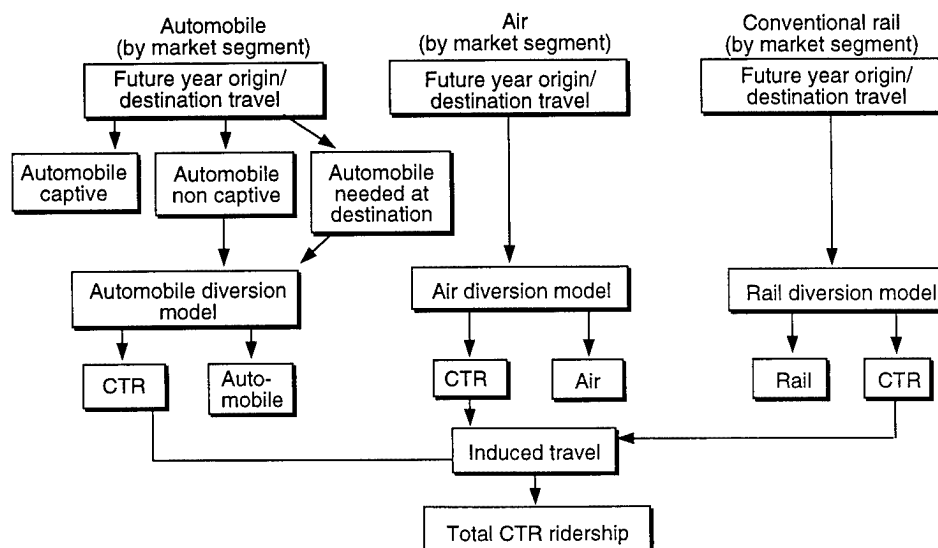 Automobile
(by market segment)
Air
(by market segment)
Conventional rail
(by market segment)
Future year origin/
destination travel
Future year origin/
destination travel
Future year origin/
destination travel
Automobile
captive
Automobile
non captive
Automobile
needed at
destination
Automobile diversion
model
Air diversion model
Rail diversion model
CTR
Auto-
mobile
CTR
Air
Rail
CTR
Induced travel
Total CTR ridership